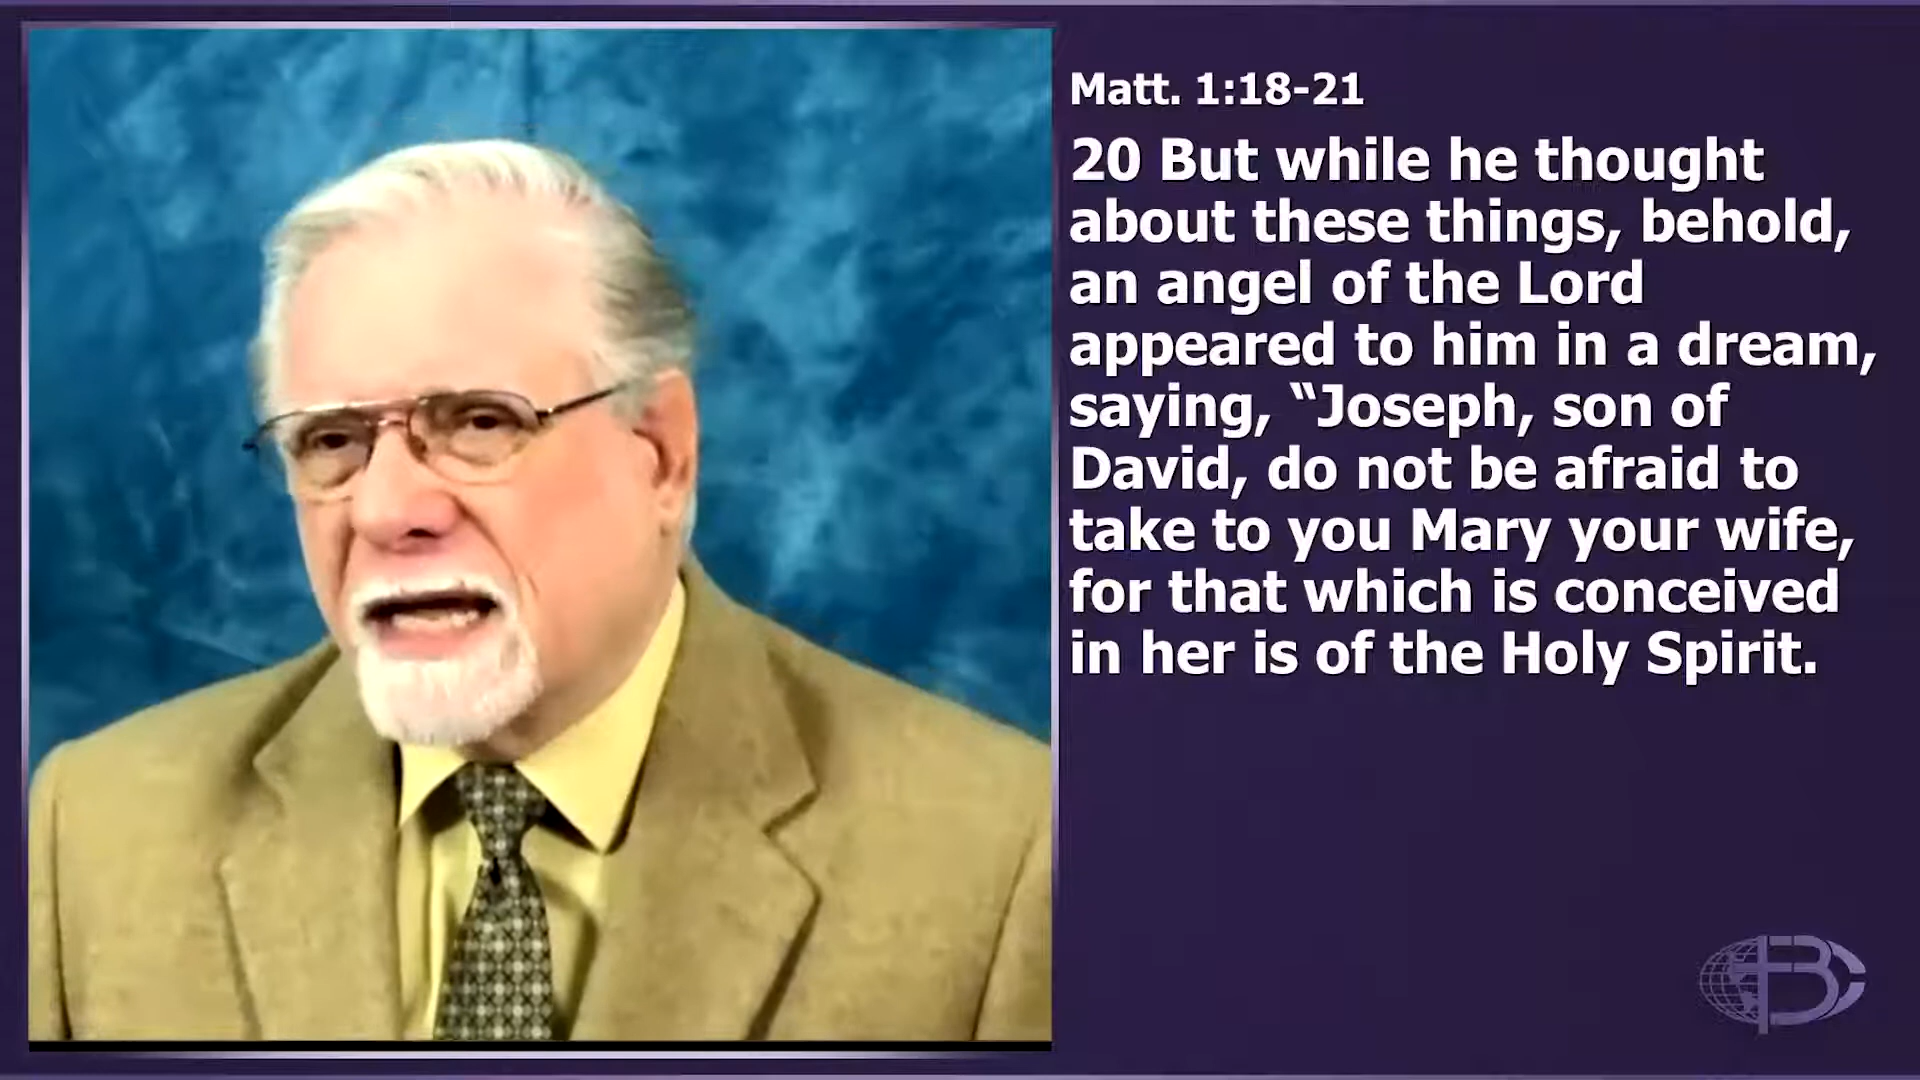 Matt. 1:18-21
20 But while he thought
about these things, behold,
an angel of the Lord
appeared to him in a dream,
saying, “Joseph, son of
David, do not be afraid to
take to you Mary your wife,
for that which is conceived
in her is of the Holy Spirit.